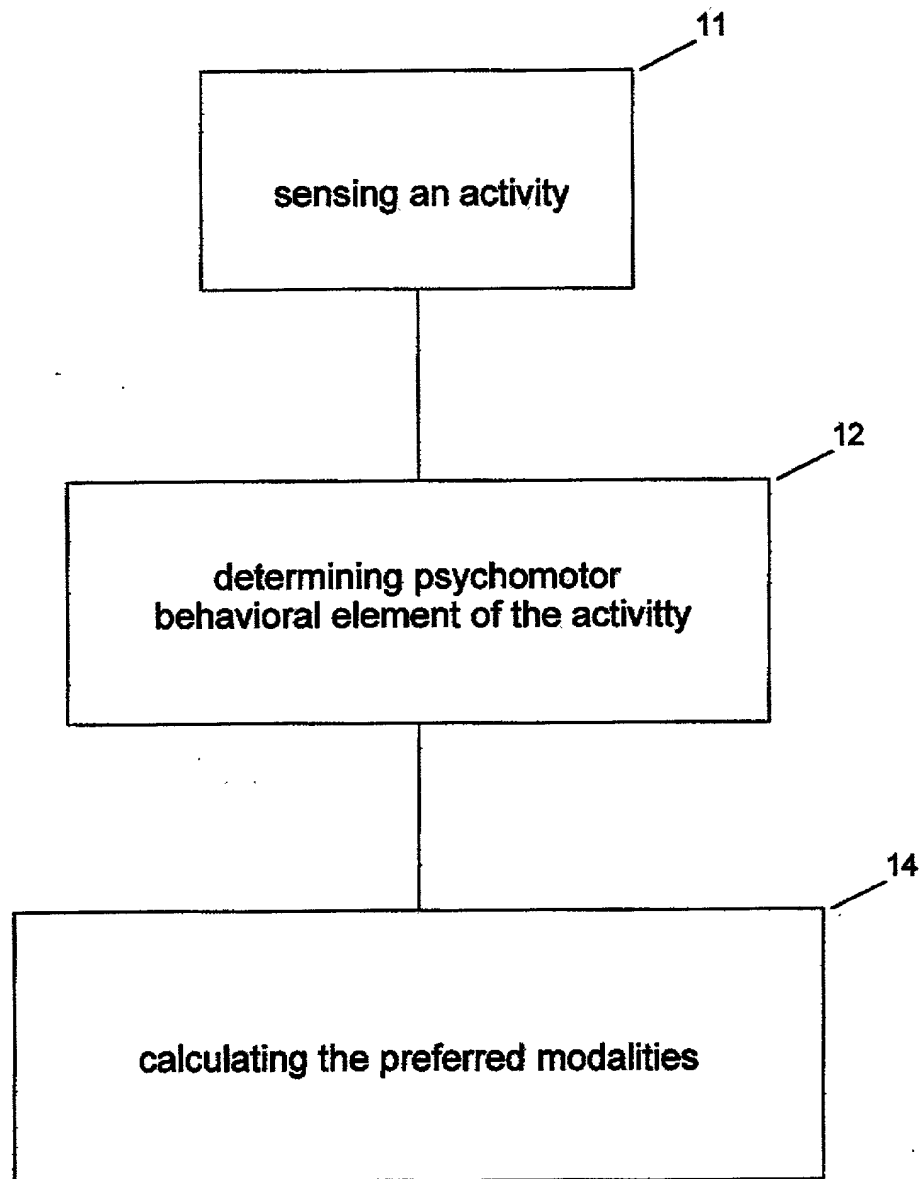 11
sensing an activity
12
determining psychomotor
behavioral element of the activitty
14
calculating the preferred modalities